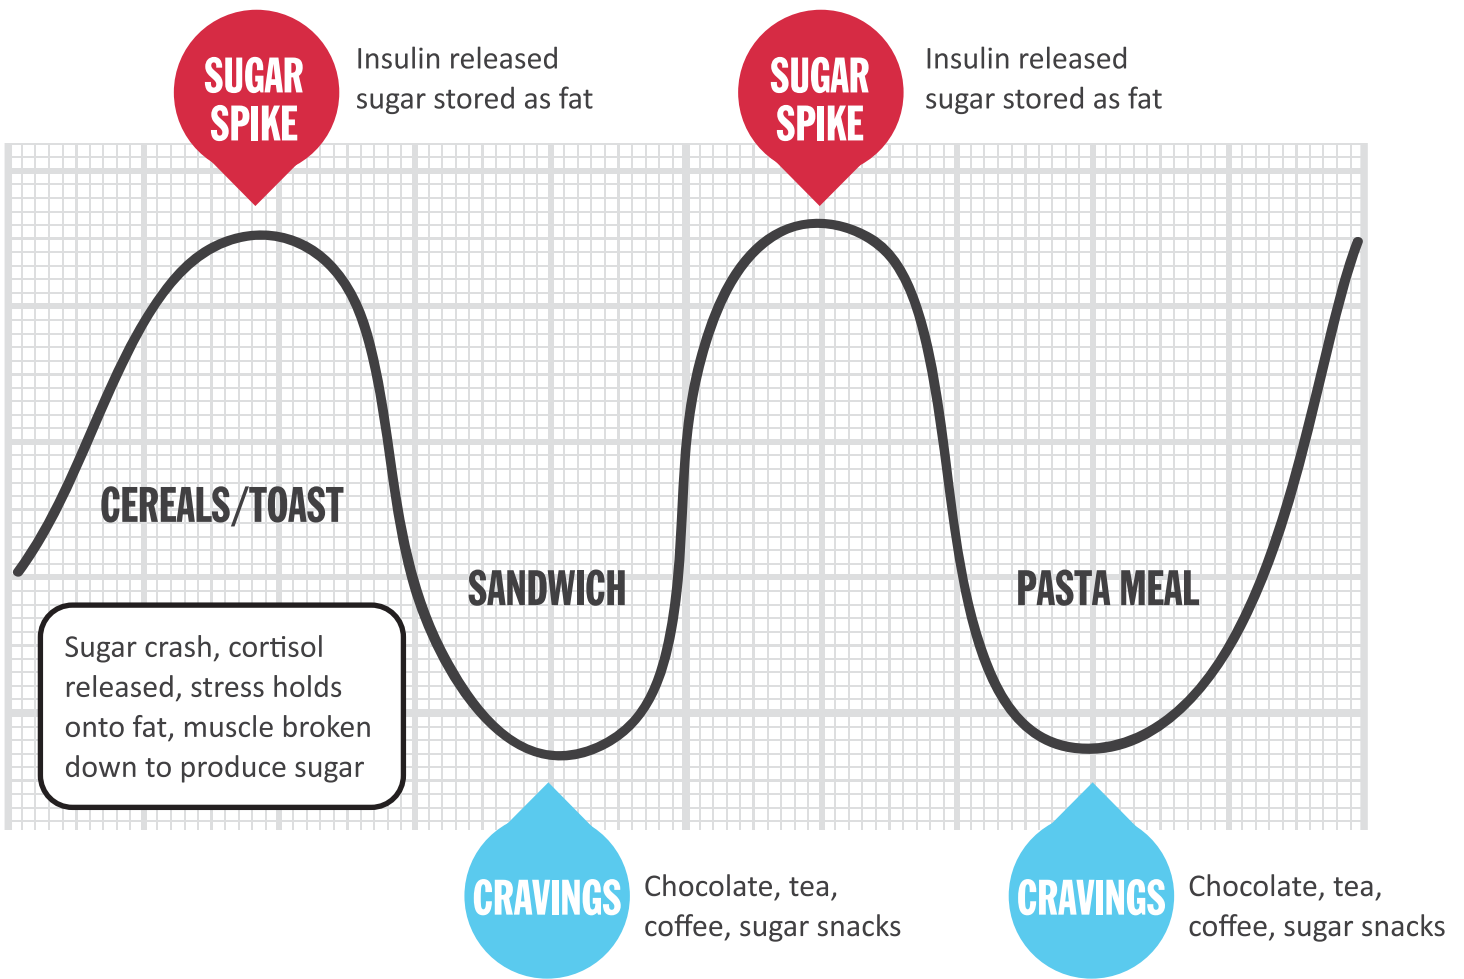 SUGAR
SPIKE
Insulin released
sugar stored as fat
SUGAR
SPIKE
Insulin released
sugar stored as fat
CEREALS/TOAST
SANDWICH
PASTA MEAL
Sugar crash, cortisol
released, stress holds
onto fat, muscle broken
down to produce sugar
CRAVINGS
Chocolate, tea,
coffee, sugar snacks
CRAVINGS
Chocolate, tea,
coffee, sugar snacks